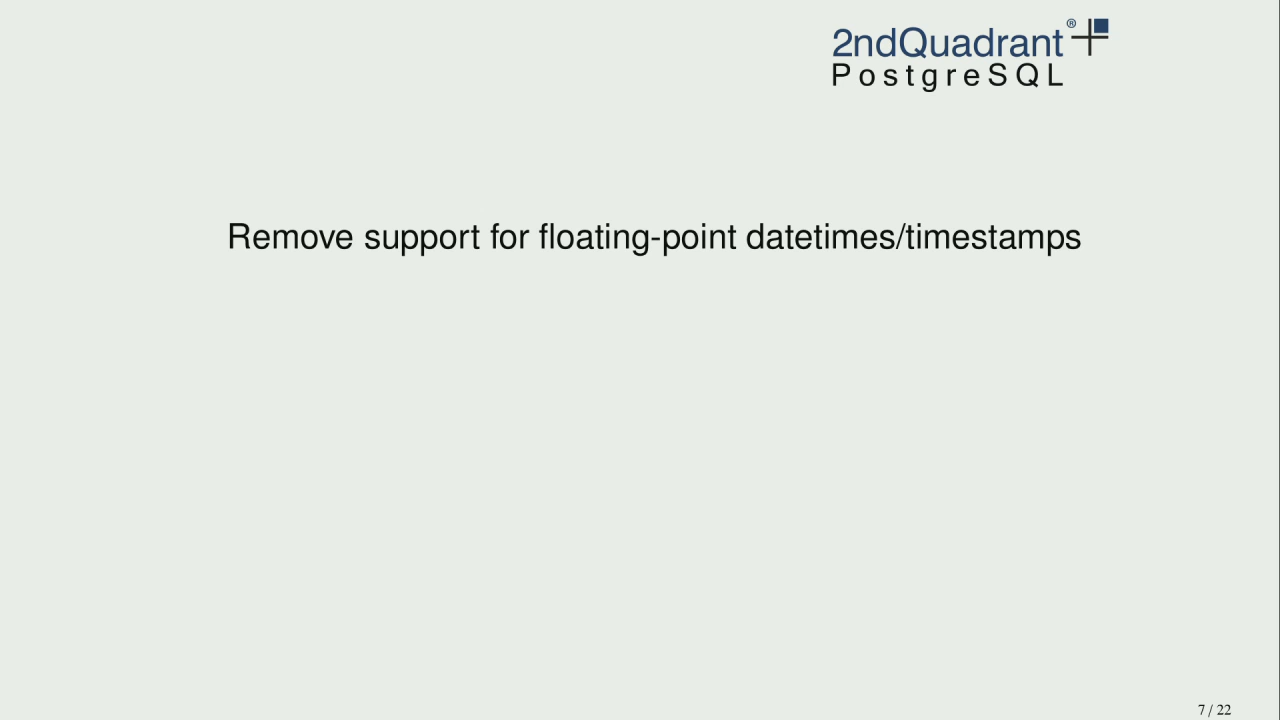 2ndQuadrant®
PostgreSQL
Remove support for floating-point datetimes/timestamps
7 / 22